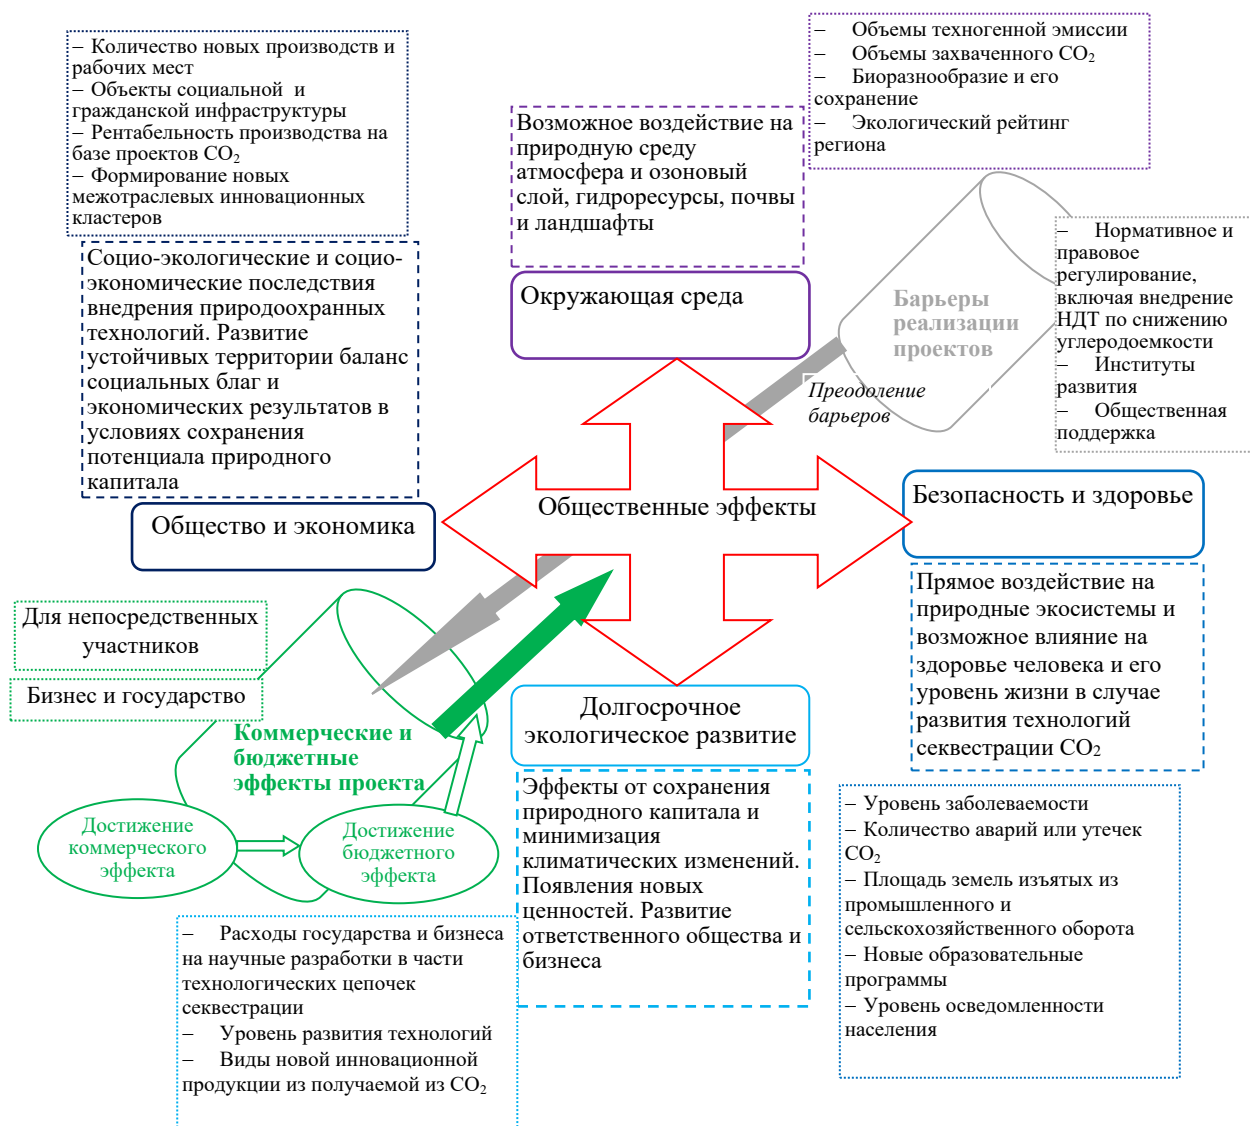 – Количество новых производств и
рабочих мест
– Объекты социальной и
гражданской инфраструктуры
– Рентабельность производства на
базе проектов CO₂
– Формирование новых
межотраслевых инновационных
кластеров
Социо-экологические и социо-
экономические последствия
внедрения природоохранных
технологий. Развитие
устойчивых территории баланс
социальных благ и
экономических результатов в
условиях сохранения
потенциала природного
капитала
Общество и экономика
Возможное воздействие на
природную среду
атмосфера и озоновый
слой, гидроресурсы, почвы
и ландшафты
Окружающая среда
– Объемы техногенной эмиссии
– Объемы захваченного CO₂
– Биоразнообразие и его
сохранение
– Экологический рейтинг
региона
Барьеры
реализации
проектов
Преодоление
барьеров
– Нормативное и
правовое
регулирование,
включая внедрение
НДТ по снижению
углеродоемкости
– Институты
развития
– Общественная
поддержка
Общественные эффекты
Безопасность и здоровье
Прямое воздействие на
природные экосистемы и
возможное влияние на
здоровье человека и его
уровень жизни в случае
развития технологий
секвестрации CO₂
– Уровень заболеваемости
– Количество аварий или утечек
CO₂
– Площадь земель изъятых из
промышленного и
сельскохозяйственного оборота
– Новые образовательные
программы
– Уровень осведомленности
населения
Для непосредственных
участников
Бизнес и государство
Коммерческие и
бюджетные
эффекты проекта
Достижение
коммерческого
эффекта
Достижение
бюджетного
эффекта
Долгосрочное
экологическое развитие
Эффекты от сохранения
природного капитала и
минимизация
климатических изменений.
Появления новых
ценностей. Развитие
ответственного общества и
бизнеса
– Расходы государства и бизнеса
на научные разработки в части
технологических цепочек
секвестрации
– Уровень развития технологий
– Виды новой инновационной
продукции из получаемой из CO₂